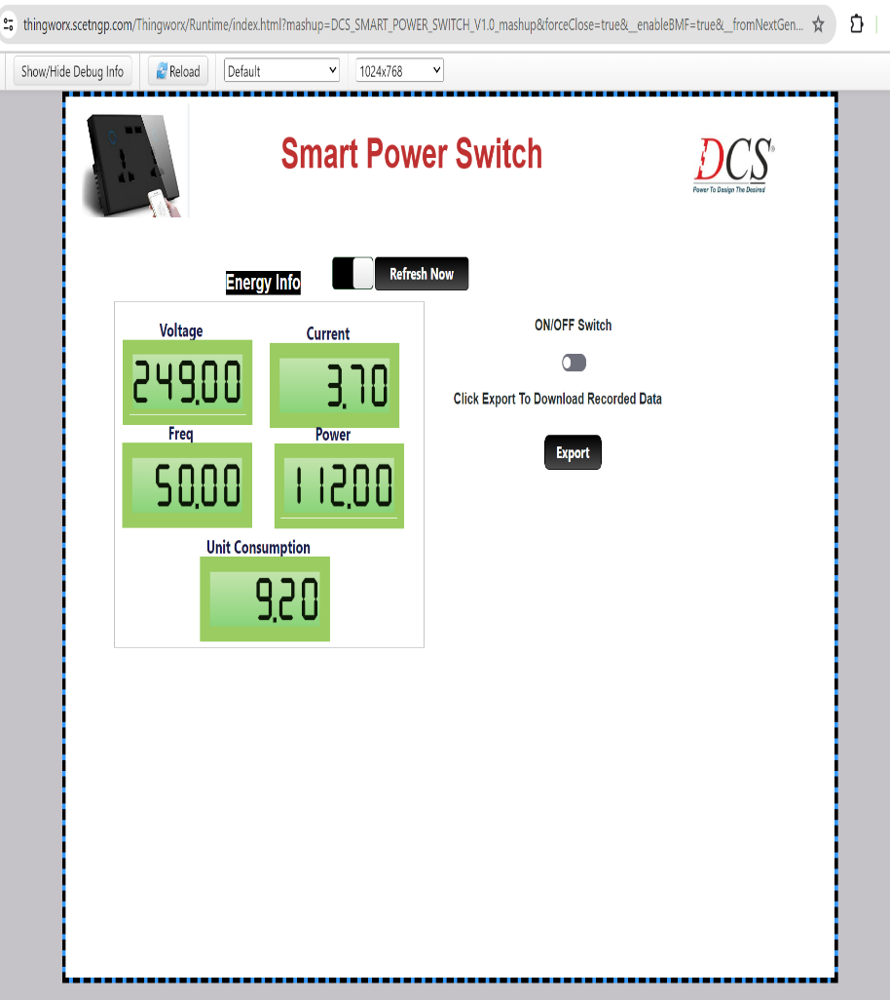 thingworx.scetngp.com/Thingworx/Runtime/index.html?mashup=DCS_SMART_POWER_SWITCH_V1.0_mashup&forceClose=true&__enableBMF=true&__fromNextGen...
Show/Hide Debug Info Reload Default 1024x768
Smart Power Switch
DCS®
Power To Design The Desired
Energy Info Refresh Now
Voltage Current
249.00 3.70
Freq Power
50.00 112.00
Unit Consumption
9.20
ON/OFF Switch
Click Export To Download Recorded Data
Export